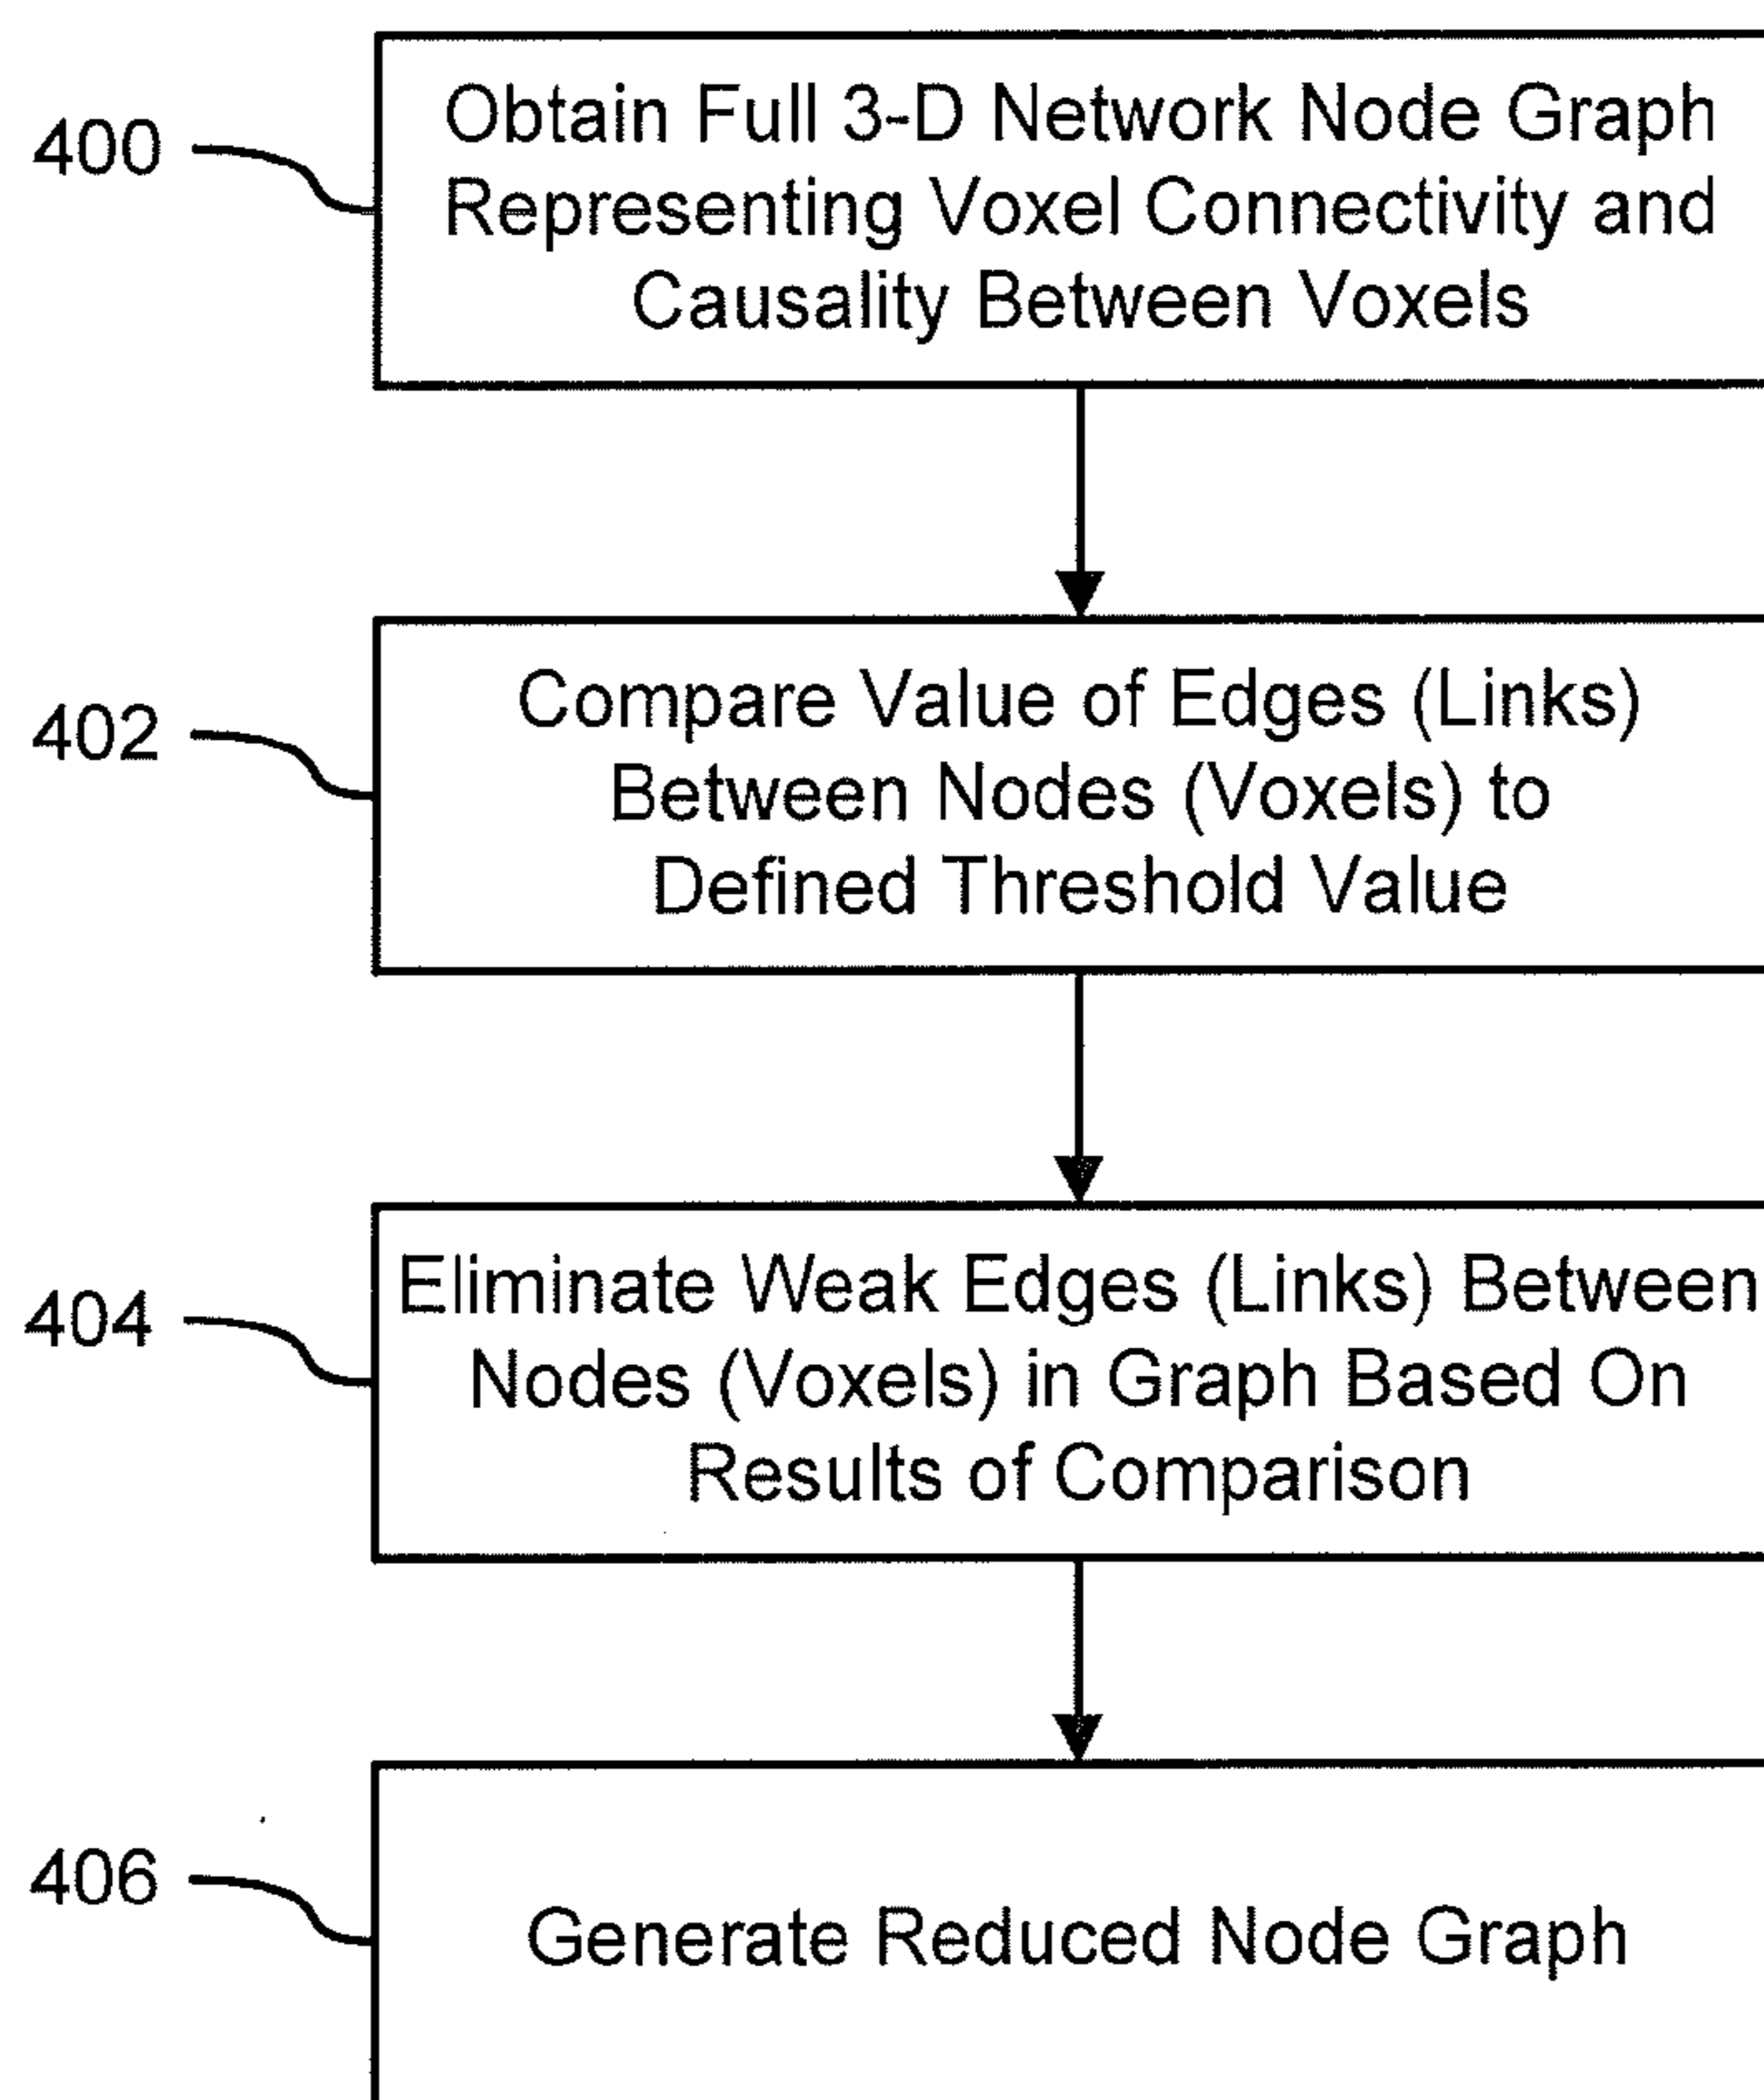 400
Obtain Full 3-D Network Node Graph
Representing Voxel Connectivity and
Causality Between Voxels
402
Compare Value of Edges (Links)
Between Nodes (Voxels) to
Defined Threshold Value
404
Eliminate Weak Edges (Links) Between
Nodes (Voxels) in Graph Based On
Results of Comparison
406
Generate Reduced Node Graph